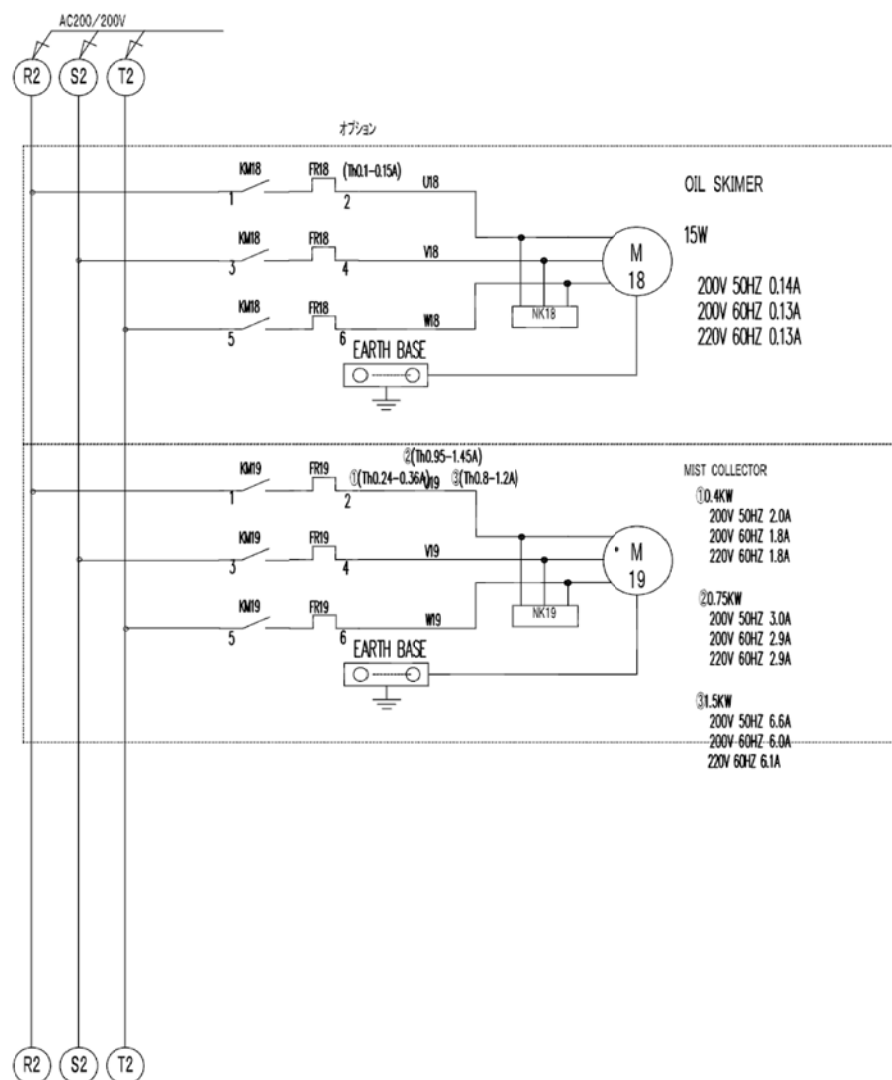 AC200/200V
R2 S2 T2
オプション
KM18 FR18 (Th0.1-0.15A) U18
1 2
KM18 FR18 V18
3 4
KM18 FR18 W18
5 6
EARTH BASE
NK18
M
18
OIL SKIMER
15W
200V 50HZ 0.14A
200V 60HZ 0.13A
220V 60HZ 0.13A
②(Th0.95-1.45A)
KM19 FR19 ①(Th0.24-0.36A) U19 ③(Th0.8-1.2A)
1 2
KM19 FR19 V19
3 4
KM19 FR19 W19
5 6
EARTH BASE
NK19
M
19
MIST COLLECTOR
①0.4KW
200V 50HZ 2.0A
200V 60HZ 1.8A
220V 60HZ 1.8A
②0.75KW
200V 50HZ 3.0A
200V 60HZ 2.9A
220V 60HZ 2.9A
③1.5KW
200V 50HZ 6.6A
200V 60HZ 6.0A
220V 60HZ 6.1A
R2 S2 T2